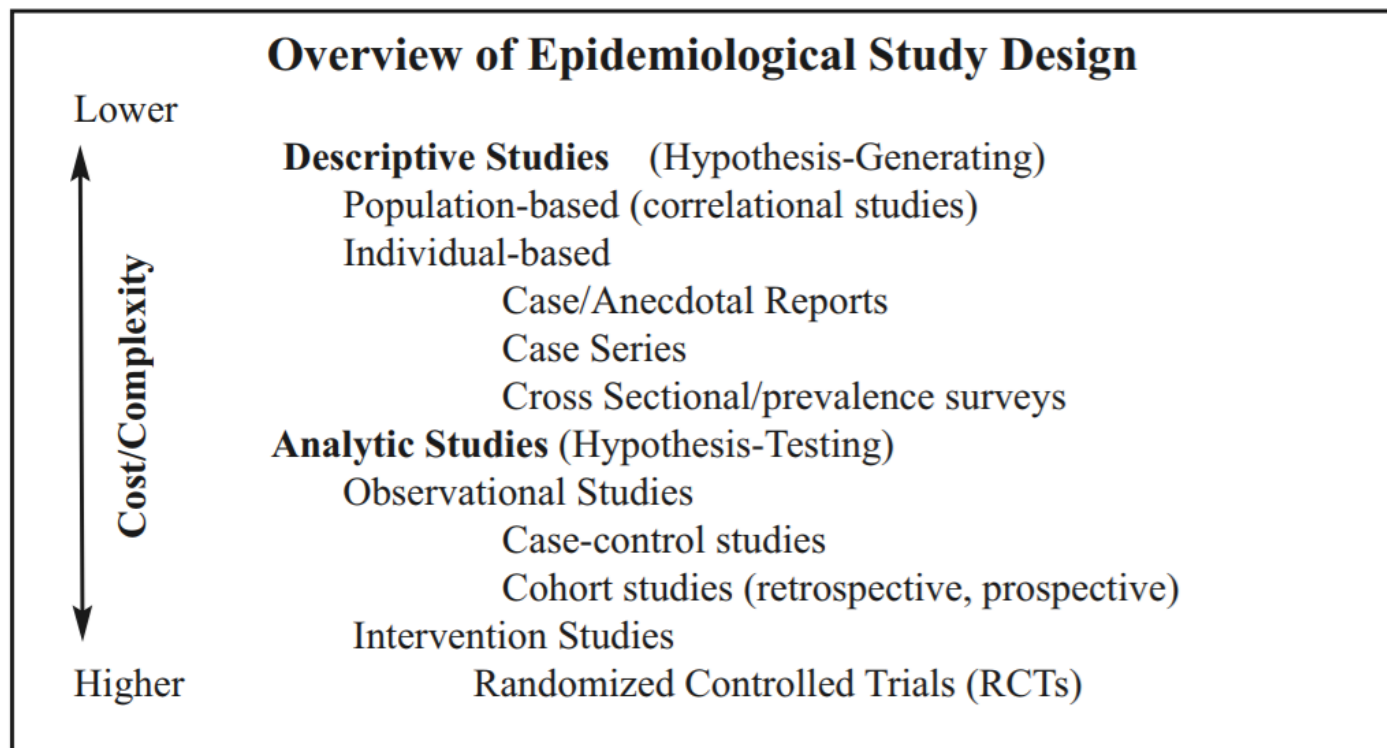 Overview of Epidemiological Study Design
Lower
Descriptive Studies (Hypothesis-Generating)
Population-based (correlational studies)
Individual-based
Case/Anecdotal Reports
Case Series
Cross Sectional/prevalence surveys
Cost/Complexity
Analytic Studies (Hypothesis-Testing)
Observational Studies
Case-control studies
Cohort studies (retrospective, prospective)
Intervention Studies
Higher
Randomized Controlled Trials (RCTs)